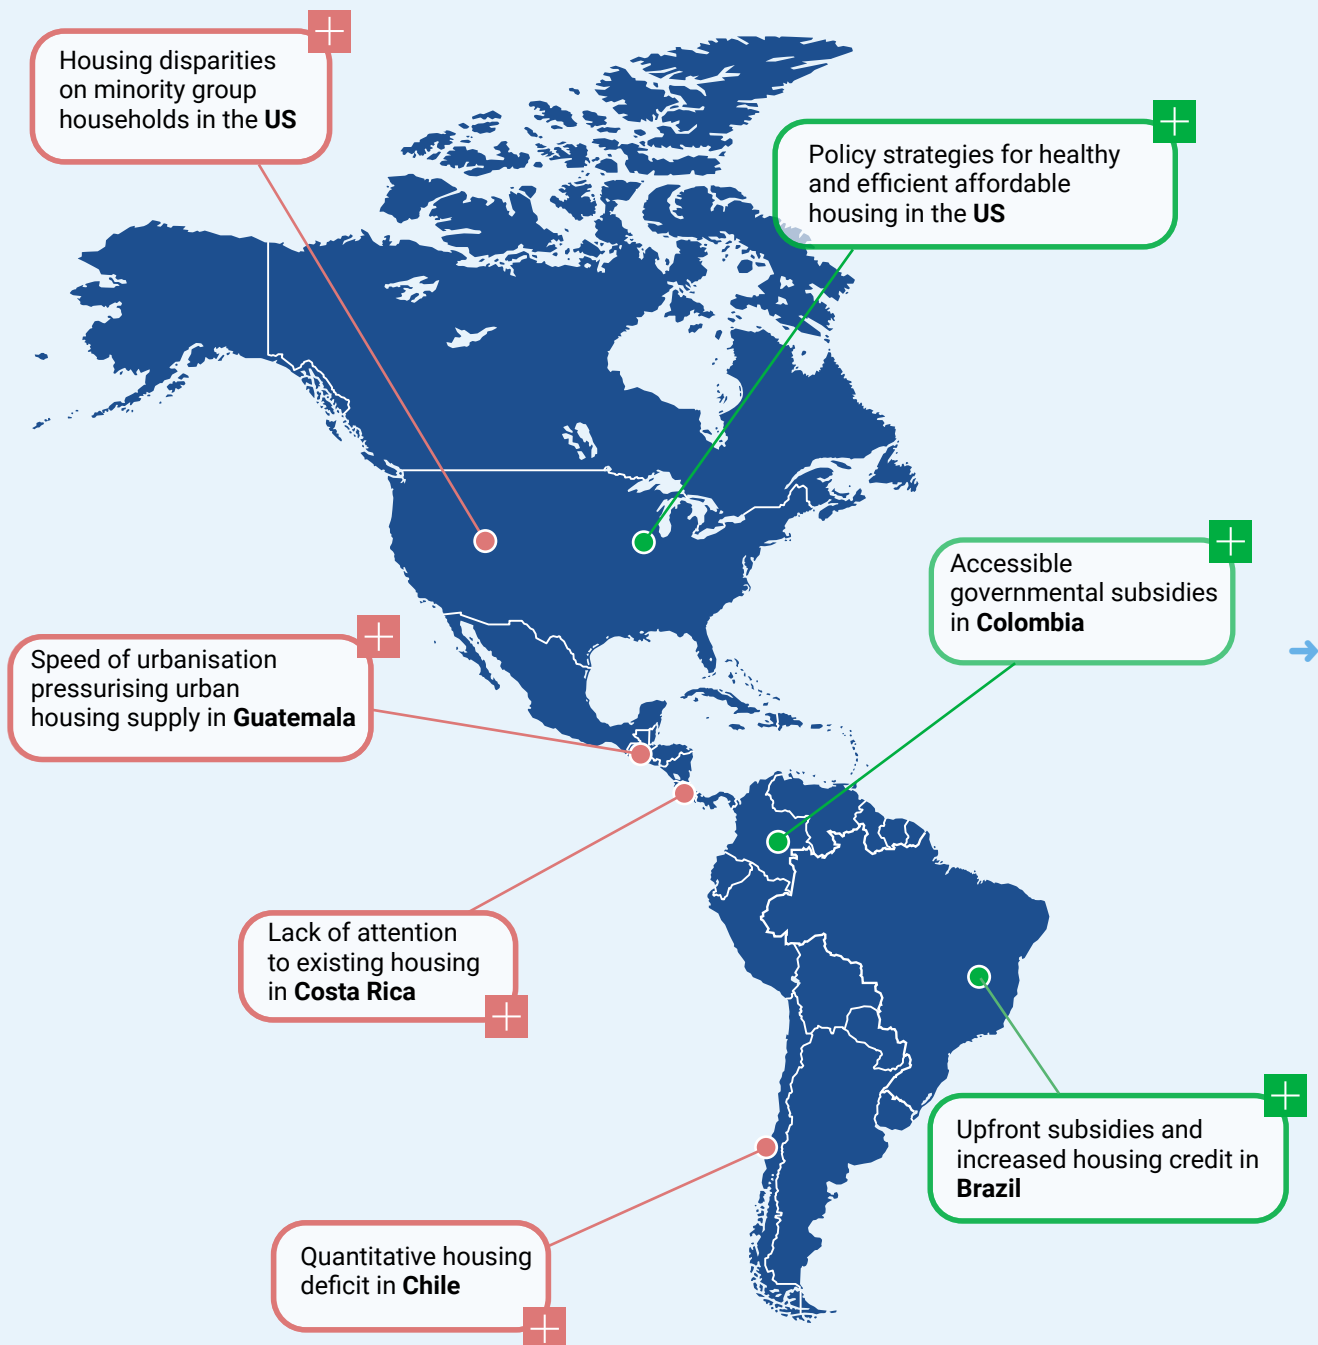 Housing disparities
on minority group
households in the US
Policy strategies for healthy
and efficient affordable
housing in the US
Accessible
governmental subsidies
in Colombia
Speed of urbanisation
pressurising urban
housing supply in Guatemala
Lack of attention
to existing housing
in Costa Rica
Upfront subsidies and
increased housing credit in
Brazil
Quantitative housing
deficit in Chile